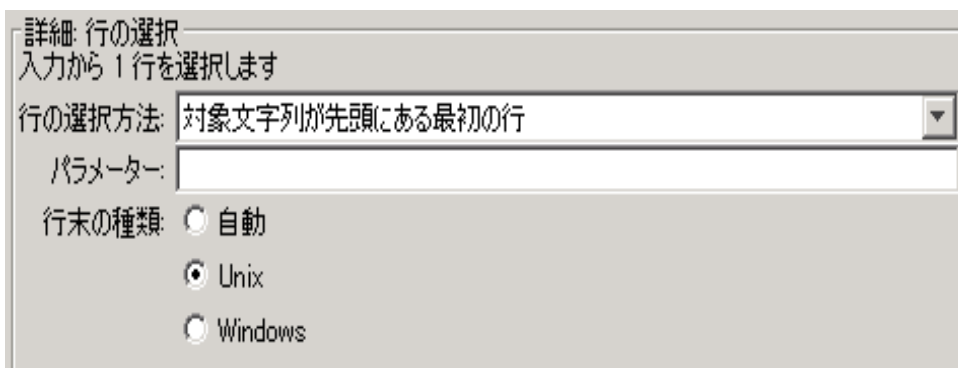 詳細: 行の選択
入力から 1 行を選択します
行の選択方法: 対象文字列が先頭にある最初の行
パラメーター:
行末の種類: 自動
Unix
Windows